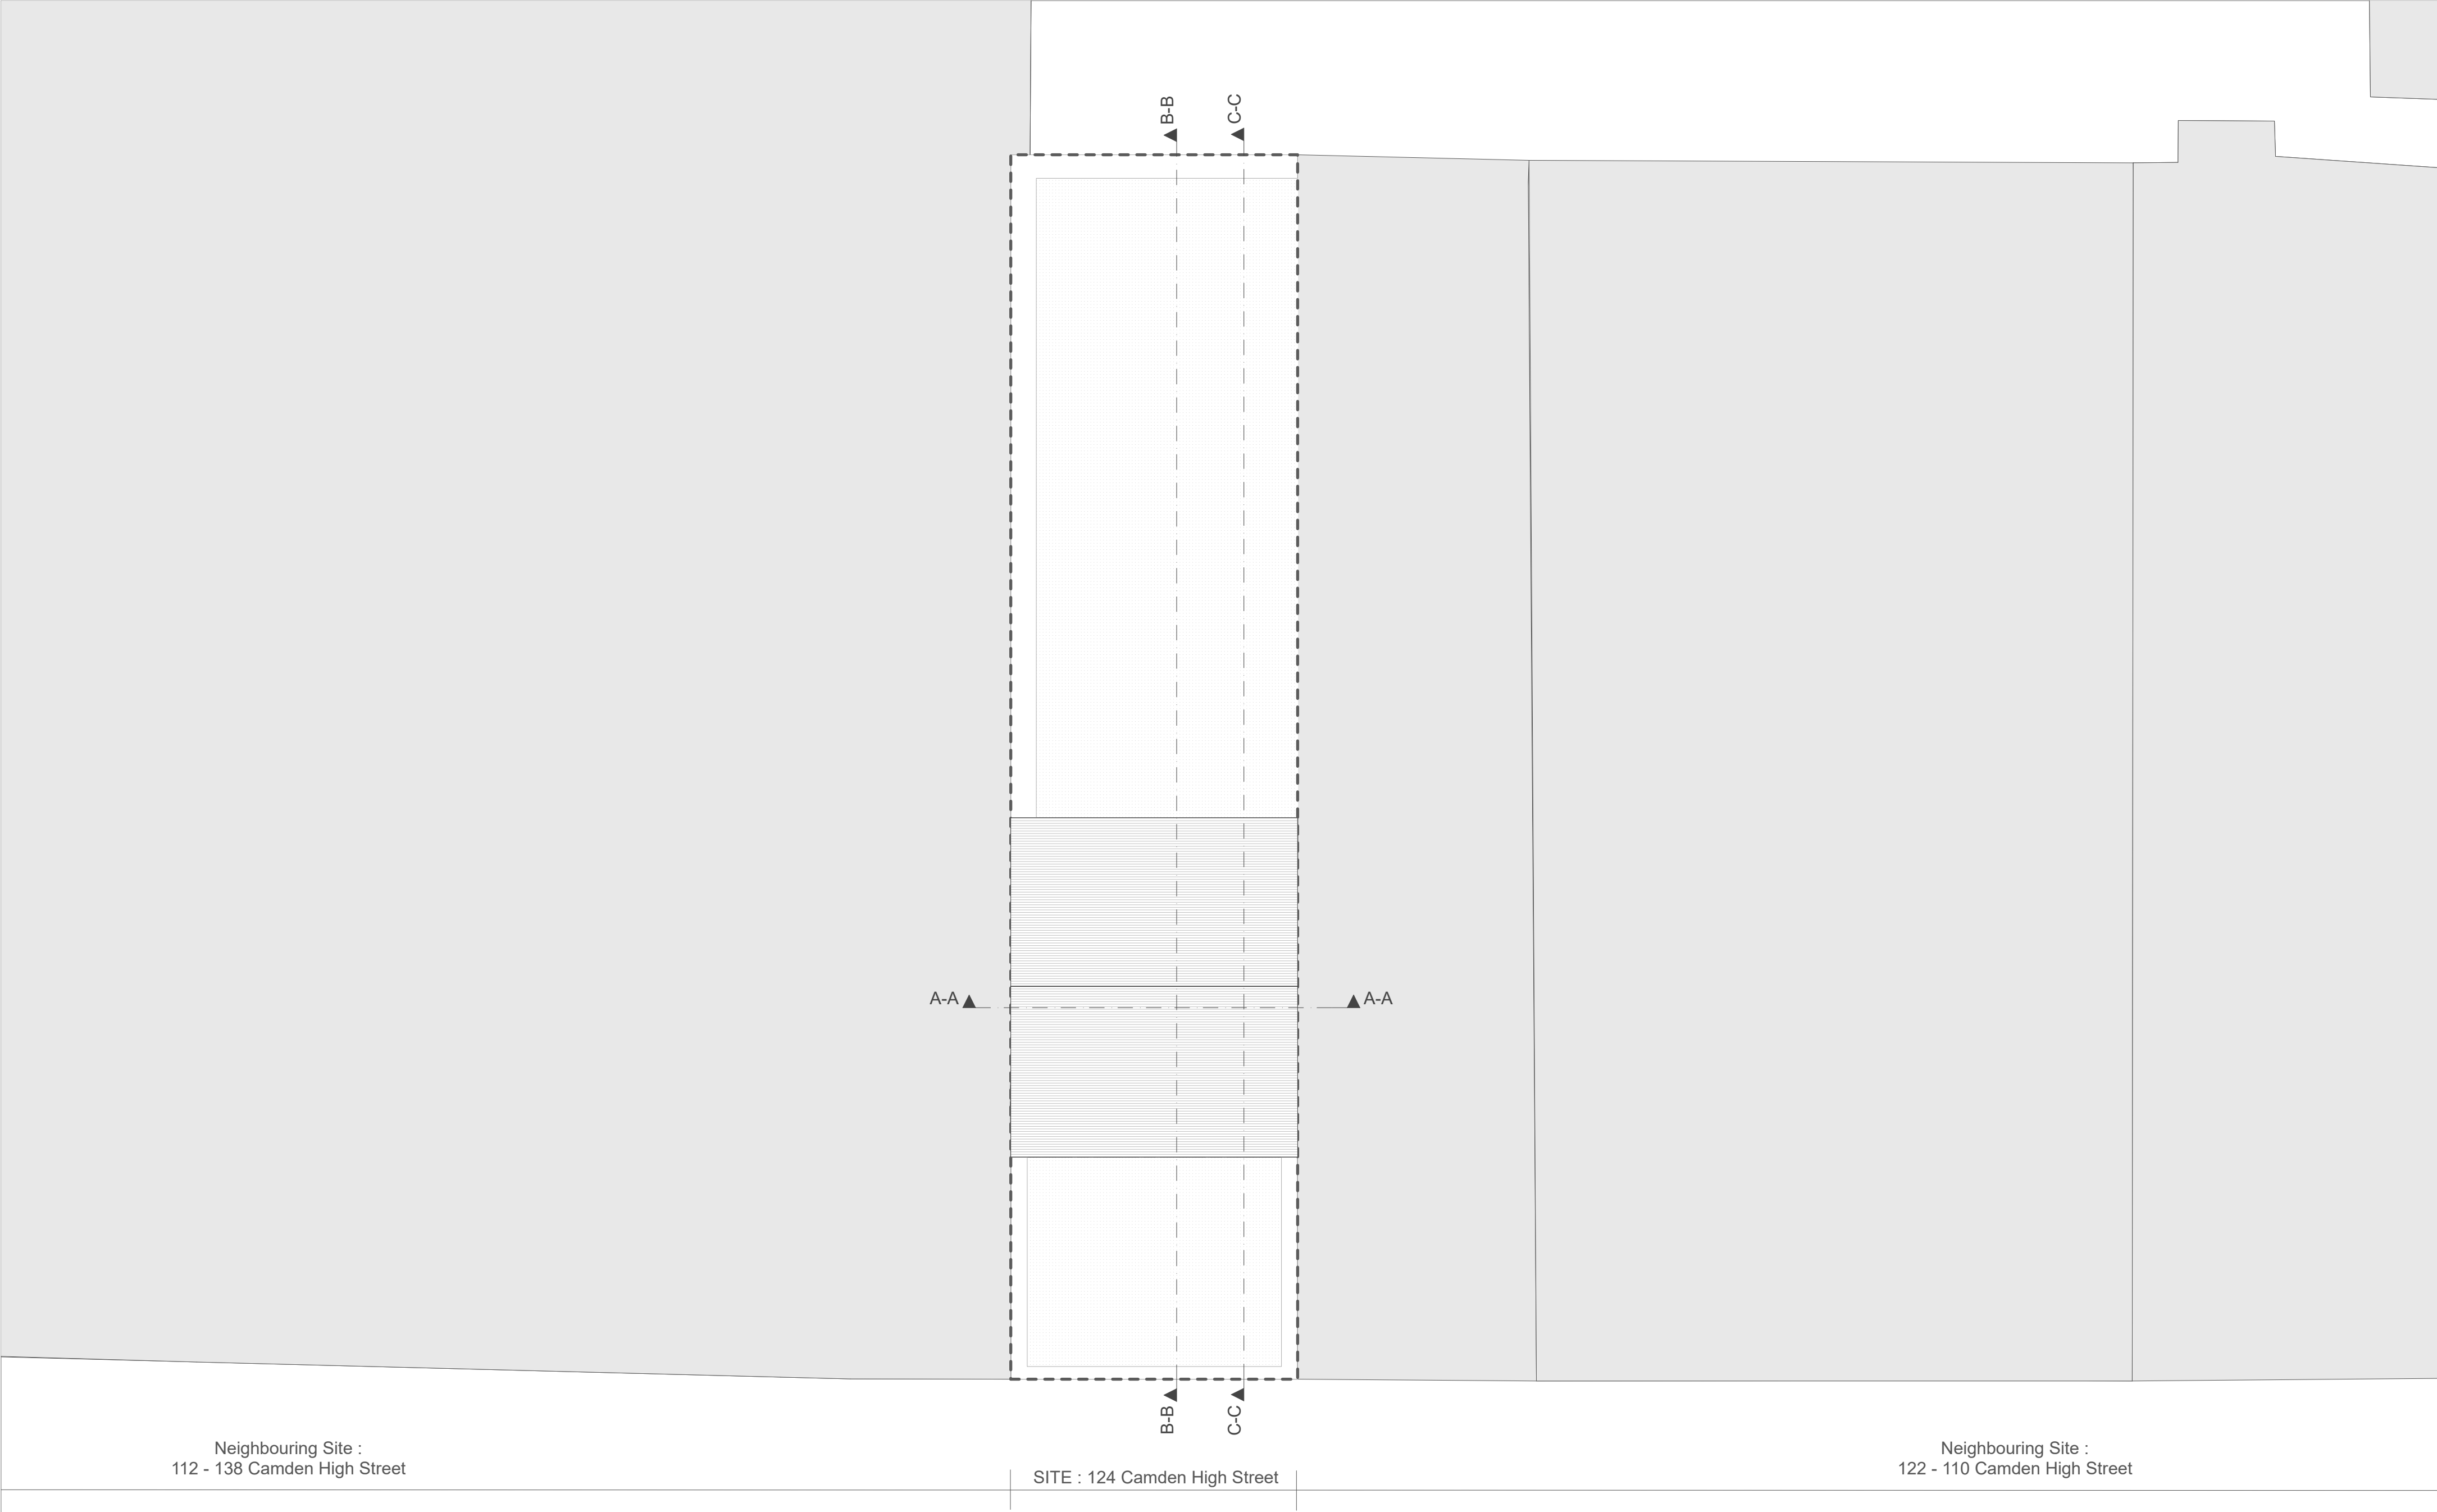 B-B
C-C
A-A
A-A
B-B
C-C
Neighbouring Site :
112 - 138 Camden High Street
SITE : 124 Camden High Street
Neighbouring Site :
122 - 110 Camden High Street